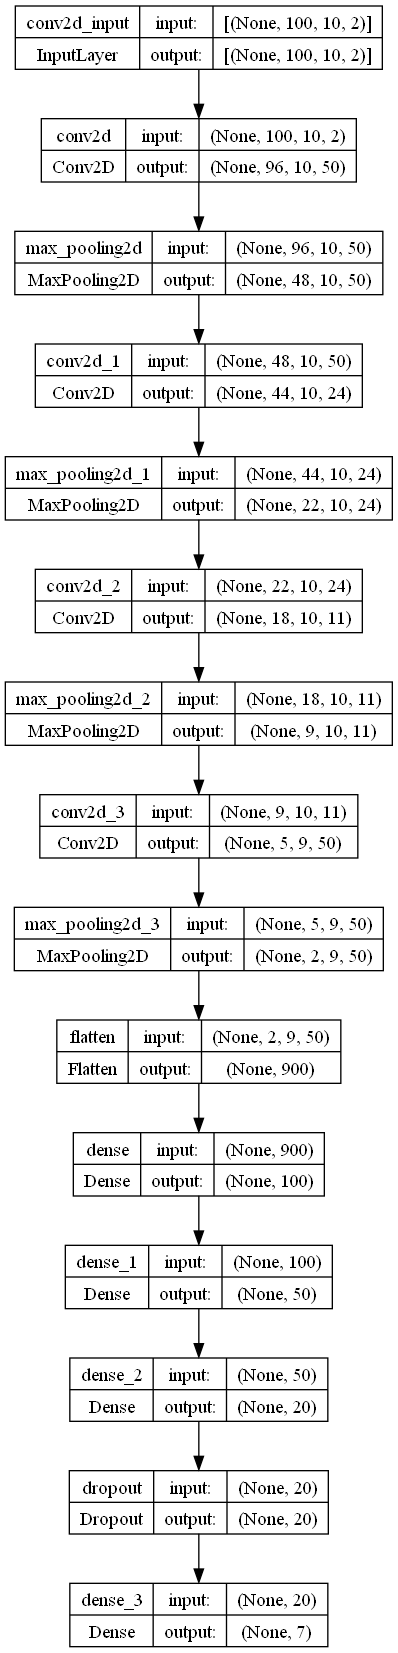 conv2d_input input: [(None, 100, 10, 2)]
InputLayer output: [(None, 100, 10, 2)]
conv2d input: (None, 100, 10, 2)
Conv2D output: (None, 96, 10, 50)
max_pooling2d input: (None, 96, 10, 50)
MaxPooling2D output: (None, 48, 10, 50)
conv2d_1 input: (None, 48, 10, 50)
Conv2D output: (None, 44, 10, 24)
max_pooling2d_1 input: (None, 44, 10, 24)
MaxPooling2D output: (None, 22, 10, 24)
conv2d_2 input: (None, 22, 10, 24)
Conv2D output: (None, 18, 10, 11)
max_pooling2d_2 input: (None, 18, 10, 11)
MaxPooling2D output: (None, 9, 10, 11)
conv2d_3 input: (None, 9, 10, 11)
Conv2D output: (None, 5, 9, 50)
max_pooling2d_3 input: (None, 5, 9, 50)
MaxPooling2D output: (None, 2, 9, 50)
flatten input: (None, 2, 9, 50)
Flatten output: (None, 900)
dense input: (None, 900)
Dense output: (None, 100)
dense_1 input: (None, 100)
Dense output: (None, 50)
dense_2 input: (None, 50)
Dense output: (None, 20)
dropout input: (None, 20)
Dropout output: (None, 20)
dense_3 input: (None, 20)
Dense output: (None, 7)